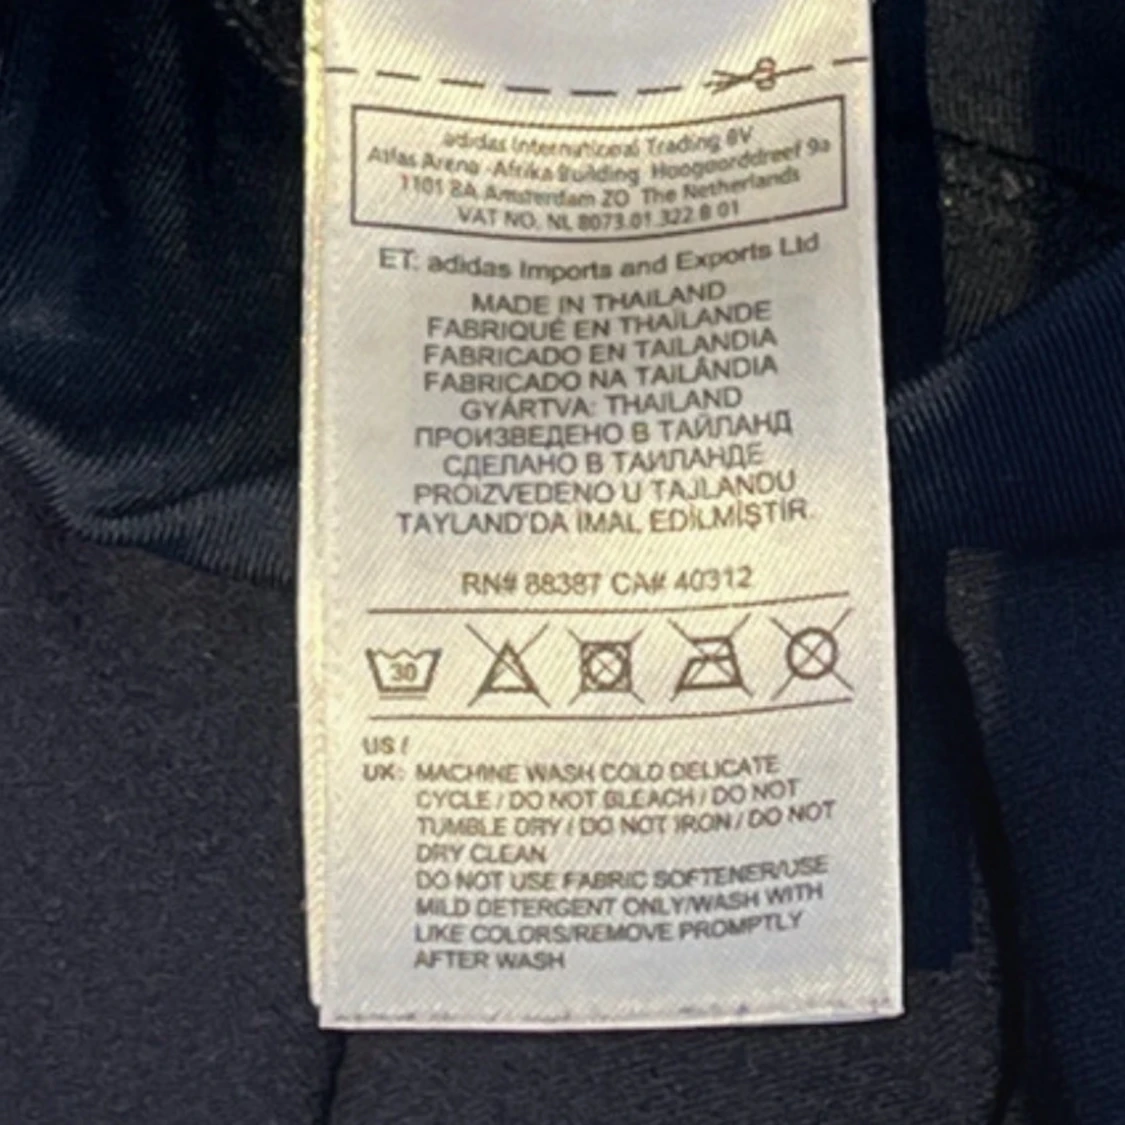 adidas International Trading BV
Atlas Arena - Afrika Building Hoogoorddreef 9a
1101 BA Amsterdam ZO The Netherlands
VAT NO. NL 8073.01.322 B 01
ET: adidas Imports and Exports Ltd
MADE IN THAILAND
FABRIQUÉ EN THAÏLANDE
FABRICADO EN TAILANDIA
FABRICADO NA TAILÂNDIA
GYÁRTVA: THAILAND
ПРОИЗВЕДЕНО В ТАЙЛАНД
СДЕЛАНО В ТАИЛАНДЕ
PROIZVEDENO U TAJLANDU
TAYLAND'DA İMAL EDİLMİŞTİR.
RN# 88387 CA# 40312
30
US /
UK: MACHINE WASH COLD DELICATE
CYCLE / DO NOT BLEACH / DO NOT
TUMBLE DRY / DO NOT IRON / DO NOT
DRY CLEAN
DO NOT USE FABRIC SOFTENER/USE
MILD DETERGENT ONLY/WASH WITH
LIKE COLORS/REMOVE PROMPTLY
AFTER WASH